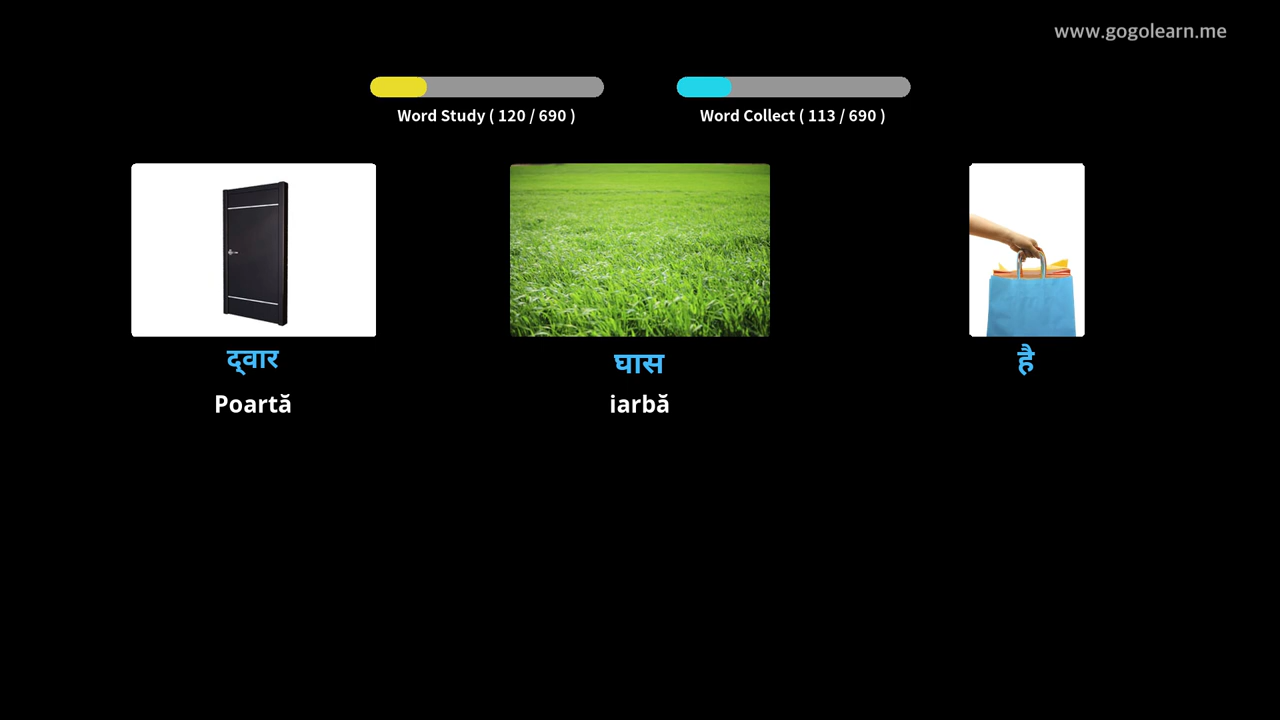 www.gogolearn.me
Word Study ( 120 / 690 )
Word Collect ( 113 / 690 )
द्वार
घास
है
Poartă
iarbă